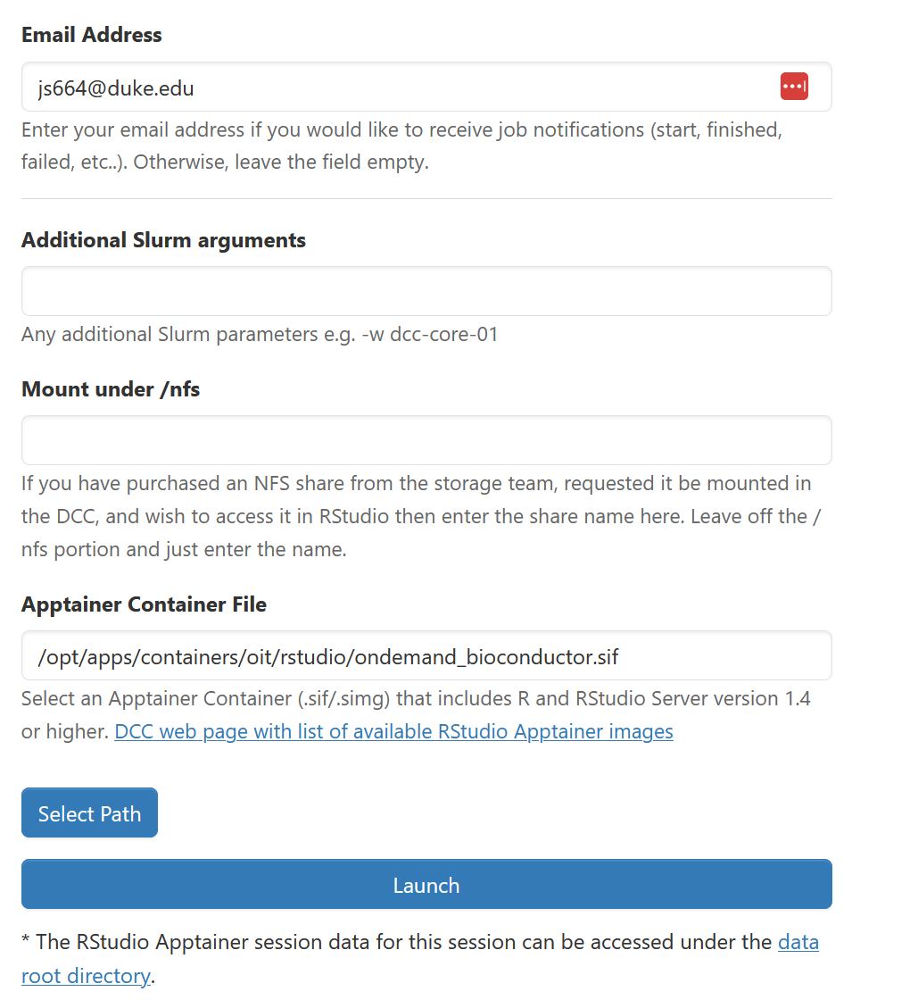 Email Address
js664@duke.edu
Enter your email address if you would like to receive job notifications (start, finished,
failed, etc..). Otherwise, leave the field empty.
Additional Slurm arguments
Any additional Slurm parameters e.g. -w dcc-core-01
Mount under /nfs
If you have purchased an NFS share from the storage team, requested it be mounted in
the DCC, and wish to access it in RStudio then enter the share name here. Leave off the /
nfs portion and just enter the name.
Apptainer Container File
/opt/apps/containers/oit/rstudio/ondemand_bioconductor.sif
Select an Apptainer Container (.sif/.simg) that includes R and RStudio Server version 1.4
or higher. DCC web page with list of available RStudio Apptainer images
Select Path
Launch
* The RStudio Apptainer session data for this session can be accessed under the data
root directory.